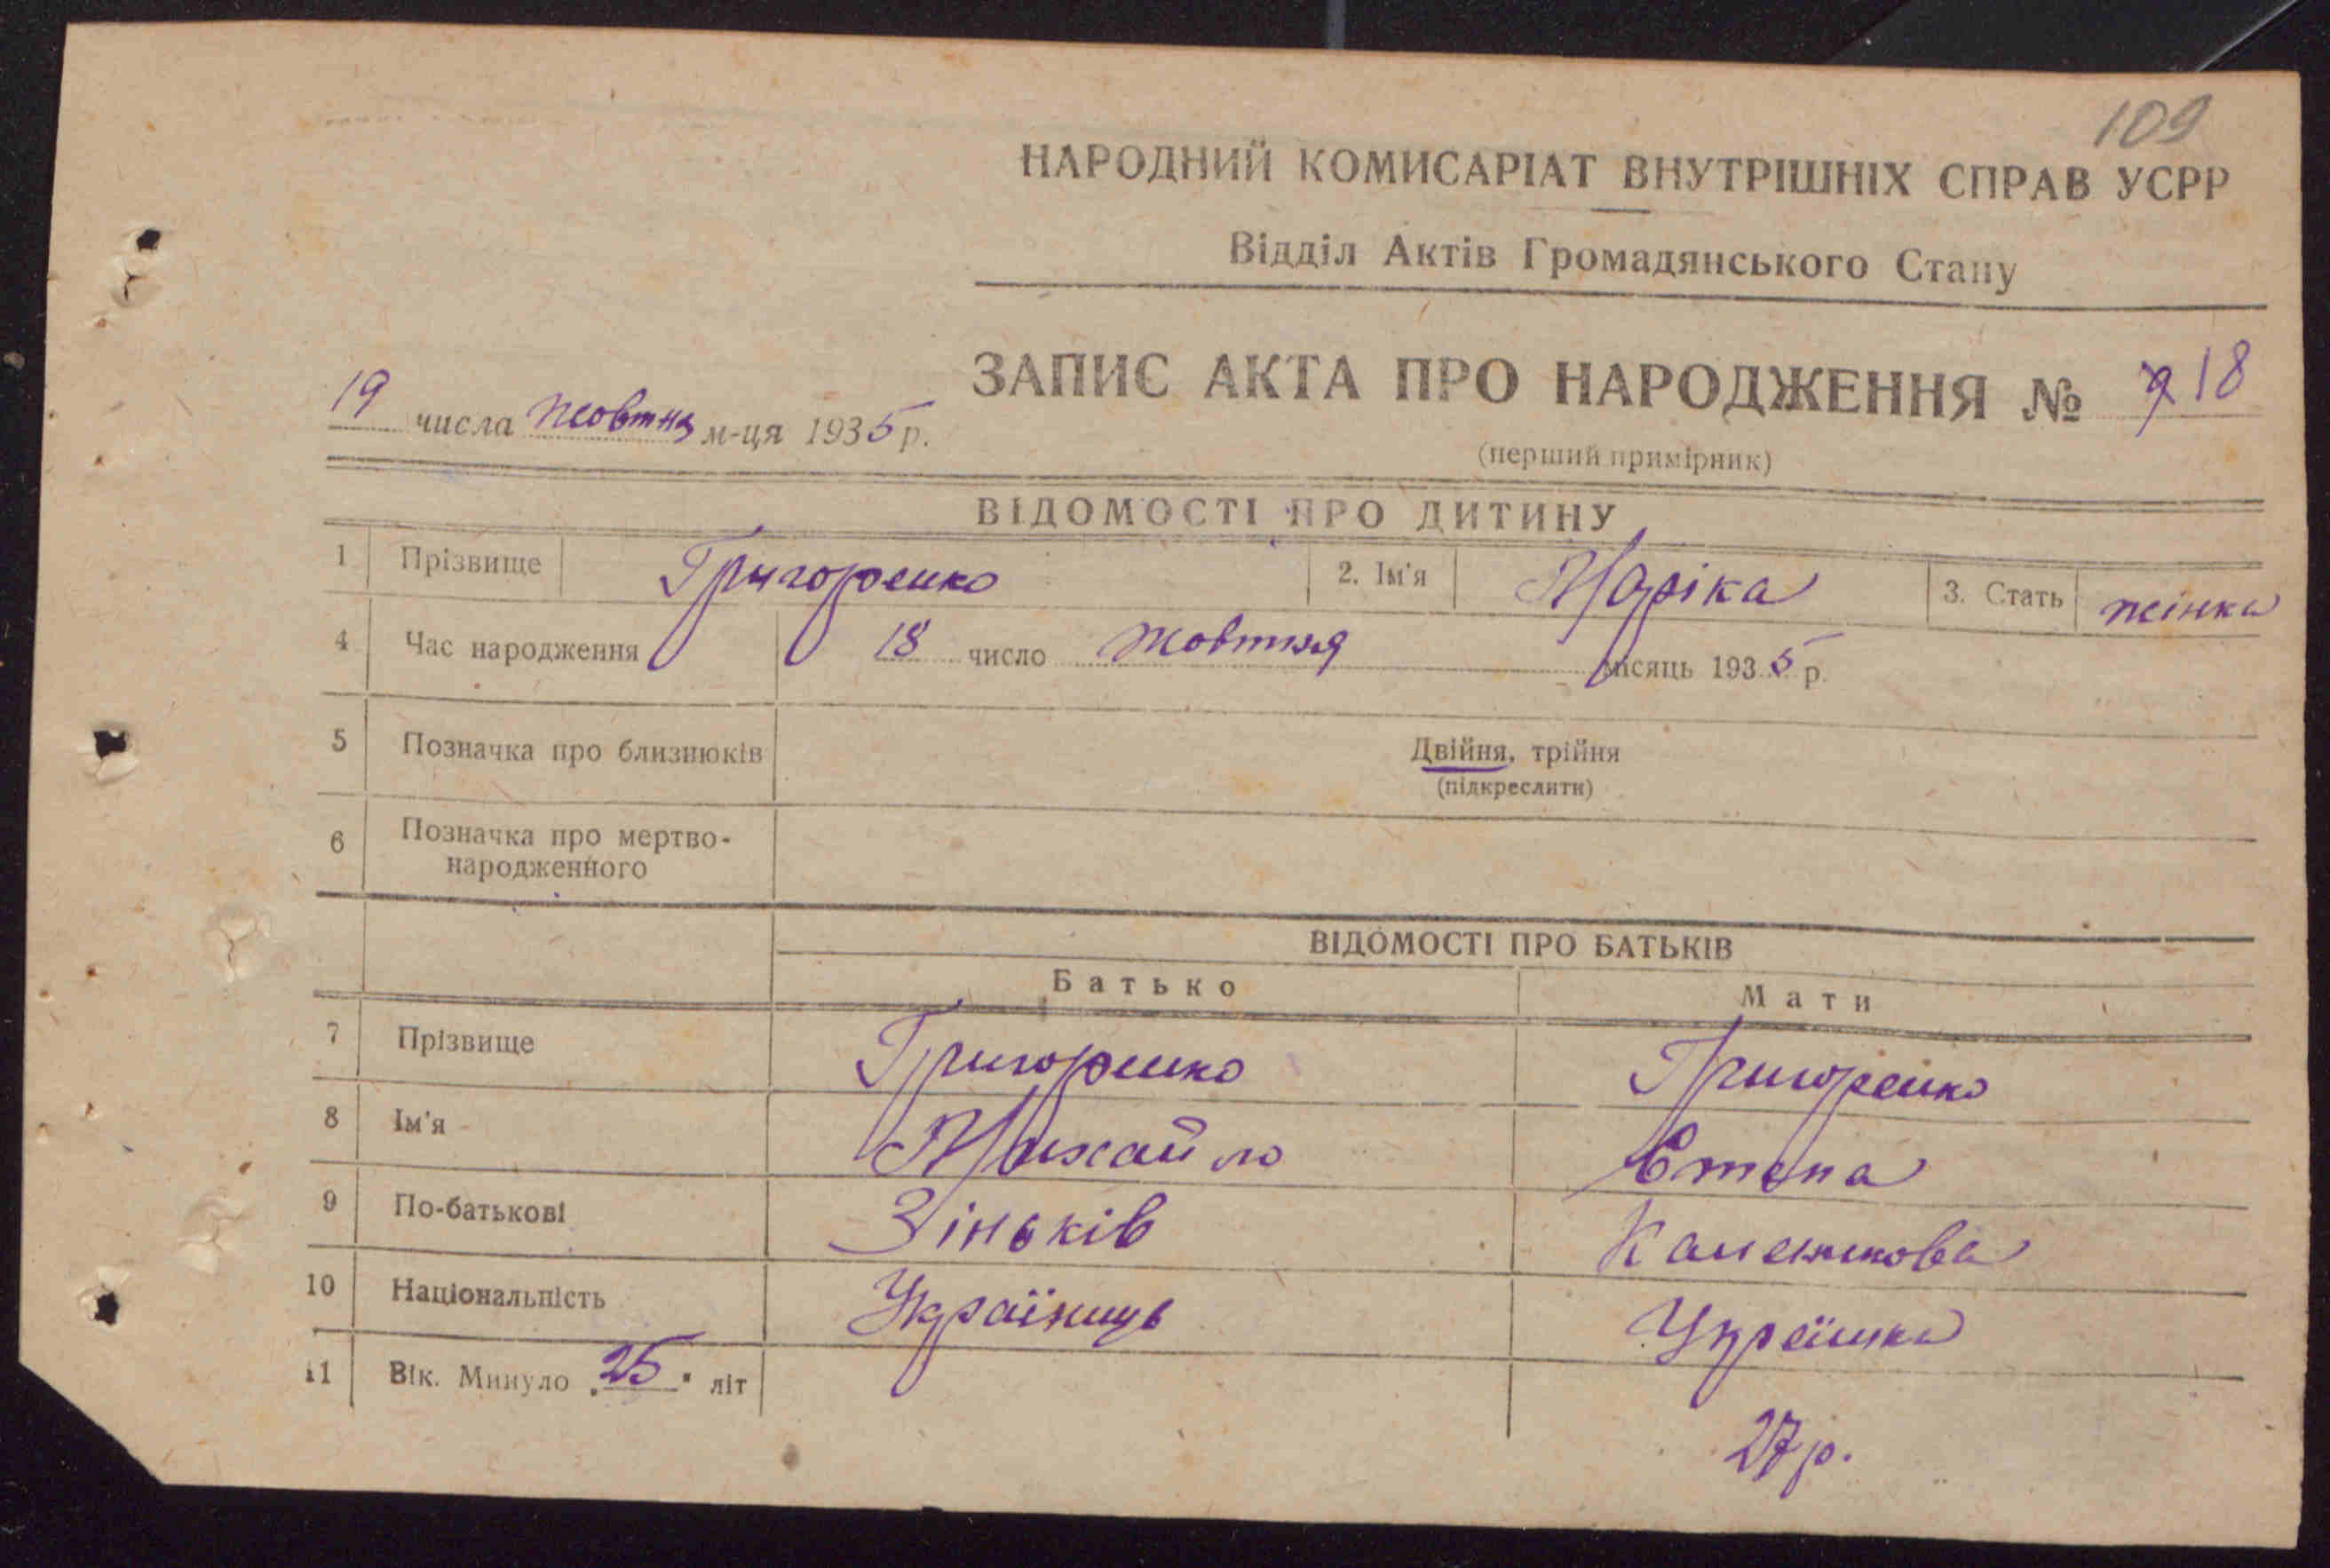 109
НАРОДНИЙ КОМИСАРІАТ ВНУТРІШНІХ СПРАВ УСРР
Відділ Актів Громадянського Стану
ЗАПИС АКТА ПРО НАРОДЖЕННЯ № 18
19 числа жовтня м-ця 1935 р.
(перший примірник)
ВІДОМОСТІ ПРО ДИТИНУ
1 Прізвище Григоренко 2. Ім'я Маріка 3. Стать жінка
4 Час народження 18 число жовтня місяць 1935 р.
5 Позначка про близнюків Двійня, трійня
(підкреслити)
6 Позначка про мертво-
народженного
ВІДОМОСТІ ПРО БАТЬКІВ
Батько Мати
7 Прізвище Григоренко Григоренко
8 Ім'я Михайло
9 По-батькові Зіньків
10 Національність Українець Українка
11 Вік. Минуло „25" літ 27 р.